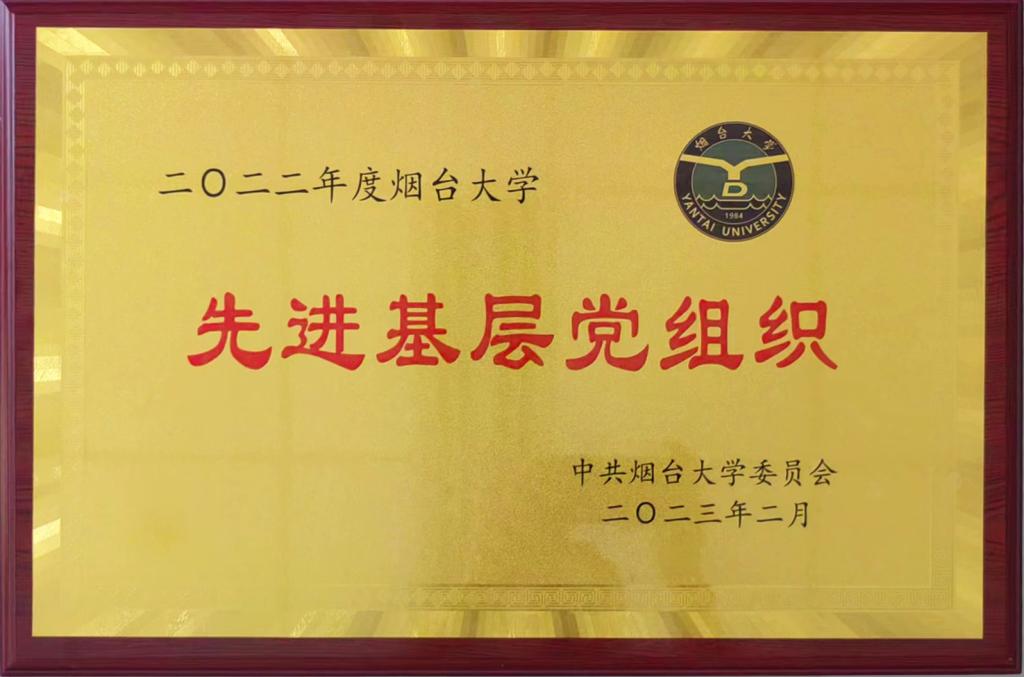 二〇二二年度烟台大学
烟台大学
YD
1984
YANTAI UNIVERSITY
先进基层党组织
中共烟台大学委员会
二〇二三年二月